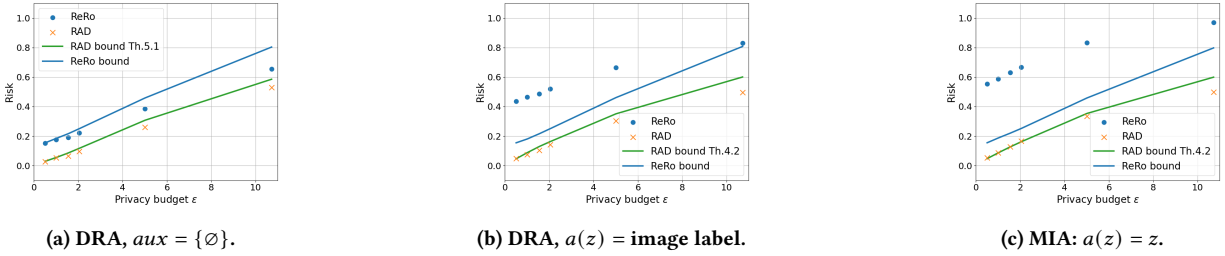 1.0
0.8
0.6
0.4
0.2
0.0
Risk
ReRo
RAD
RAD bound Th.5.1
ReRo bound
0 2 4 6 8 10
Privacy budget ε
(a) DRA, aux = {∅}.
1.0
0.8
0.6
0.4
0.2
0.0
Risk
ReRo
RAD
RAD bound Th.4.2
ReRo bound
0 2 4 6 8 10
Privacy budget ε
(b) DRA, a(z) = image label.
1.0
0.8
0.6
0.4
0.2
0.0
Risk
ReRo
RAD
RAD bound Th.4.2
ReRo bound
0 2 4 6 8 10
Privacy budget ε
(c) MIA: a(z) = z.